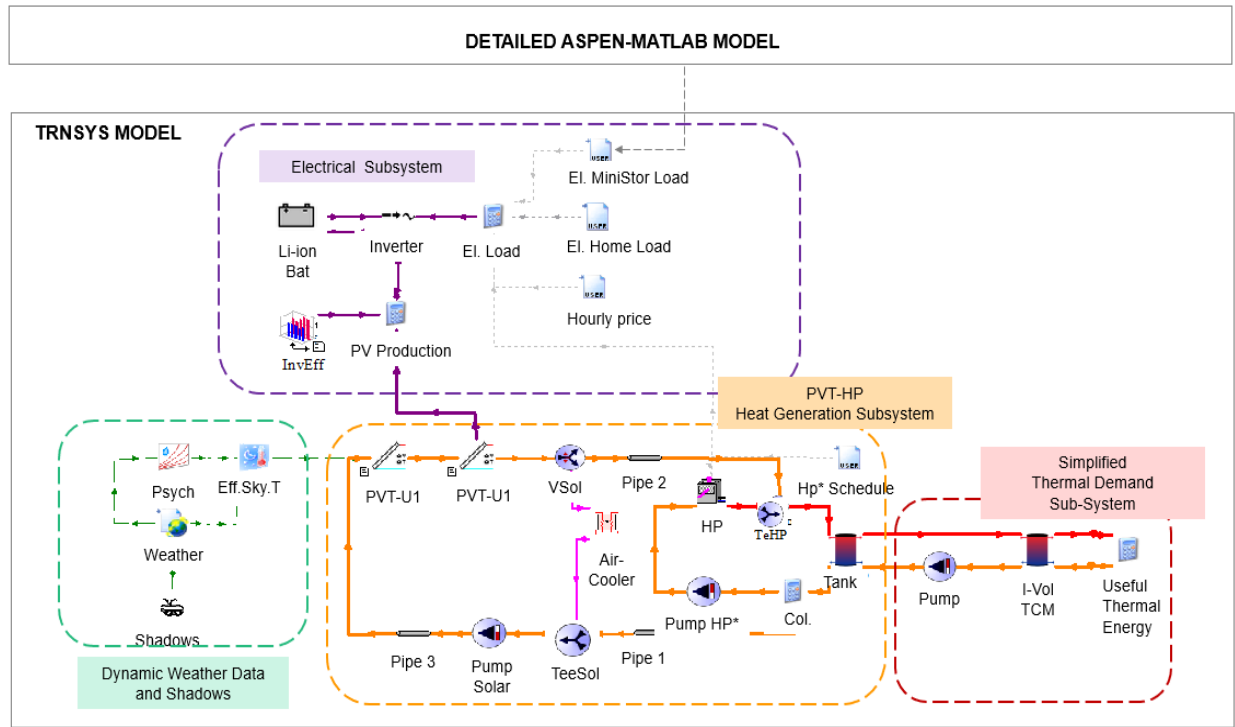 DETAILED ASPEN-MATLAB MODEL
TRNSYS MODEL
Electrical Subsystem
USER
El. MiniStor Load
Li-ion
Bat
Inverter
El. Load
USER
El. Home Load
USER
Hourly price
InvEff
PV Production
PVT-HP
Heat Generation Subsystem
Psych
Eff.Sky.T
Weather
Shadows
Dynamic Weather Data
and Shadows
PVT-U1
PVT-U1
VSol
Pipe 2
USER
Hp* Schedule
HP
TeHP
Air-
Cooler
Tank
Pump HP*
Col.
Pipe 3
Pump
Solar
TeeSol
Pipe 1
Simplified
Thermal Demand
Sub-System
Pump
I-Vol
TCM
Useful
Thermal
Energy